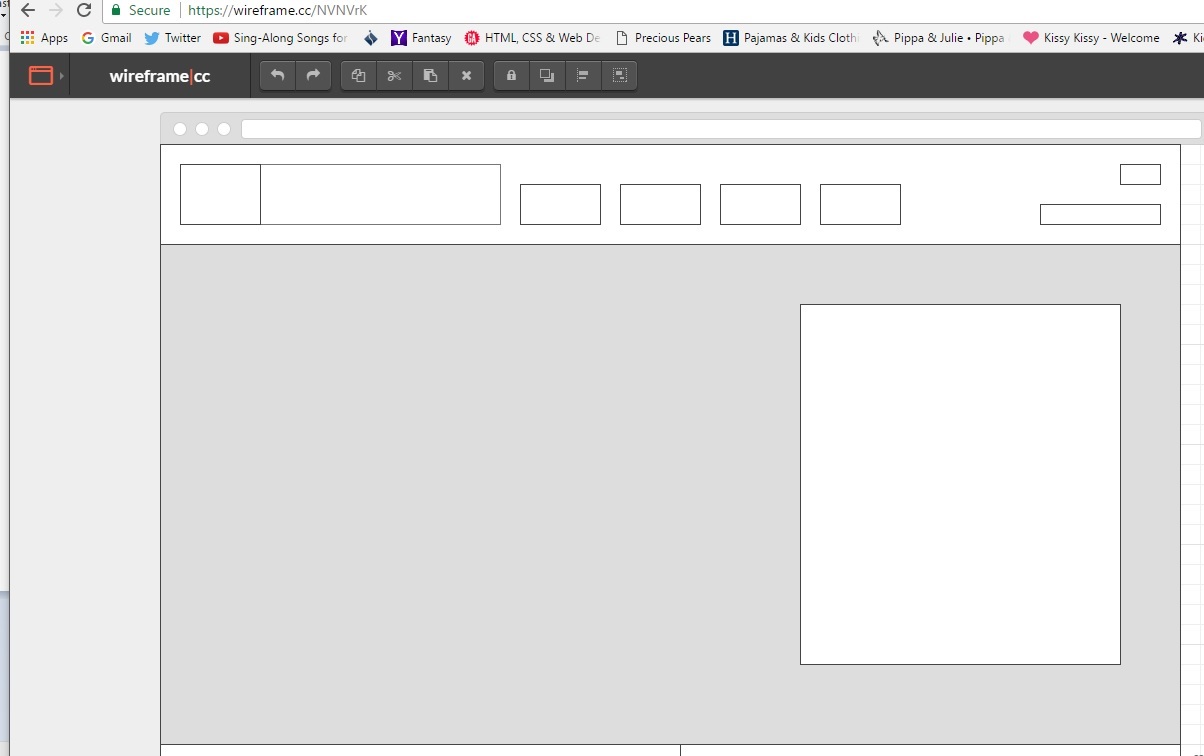 Secure https://wireframe.cc/NVNVrK
Apps Gmail Twitter Sing-Along Songs for Fantasy HTML, CSS & Web De Precious Pears Pajamas & Kids Clothi Pippa & Julie • Pippa Kissy Kissy - Welcome
wireframe|cc